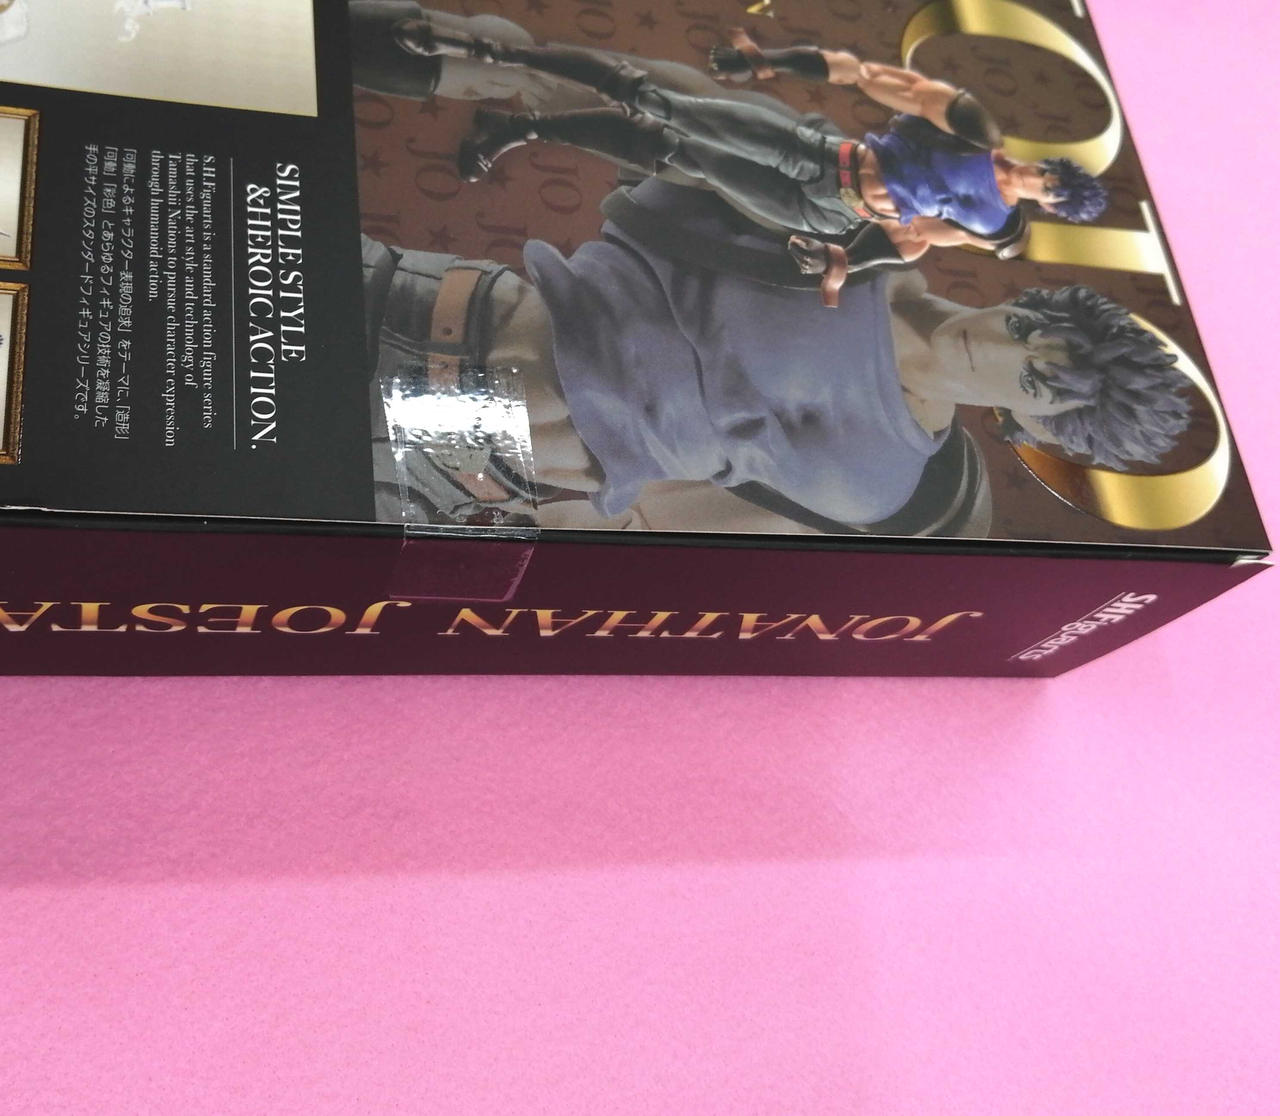 SIMPLE STYLE
&HEROIC ACTION.
S.H.Figuarts is a standard action figure series
that uses the art style and technology of
Tamashii Nations to pursue character expression
through humanoid action.
「可動によるキャラクター表現の追求」をテーマに、「造形」
「可動」「彩色」とあらゆるフィギュアの技術を凝縮した
手の平サイズのスタンダードフィギュアシリーズです。
S.H.Figuarts
JONATHAN JOESTA